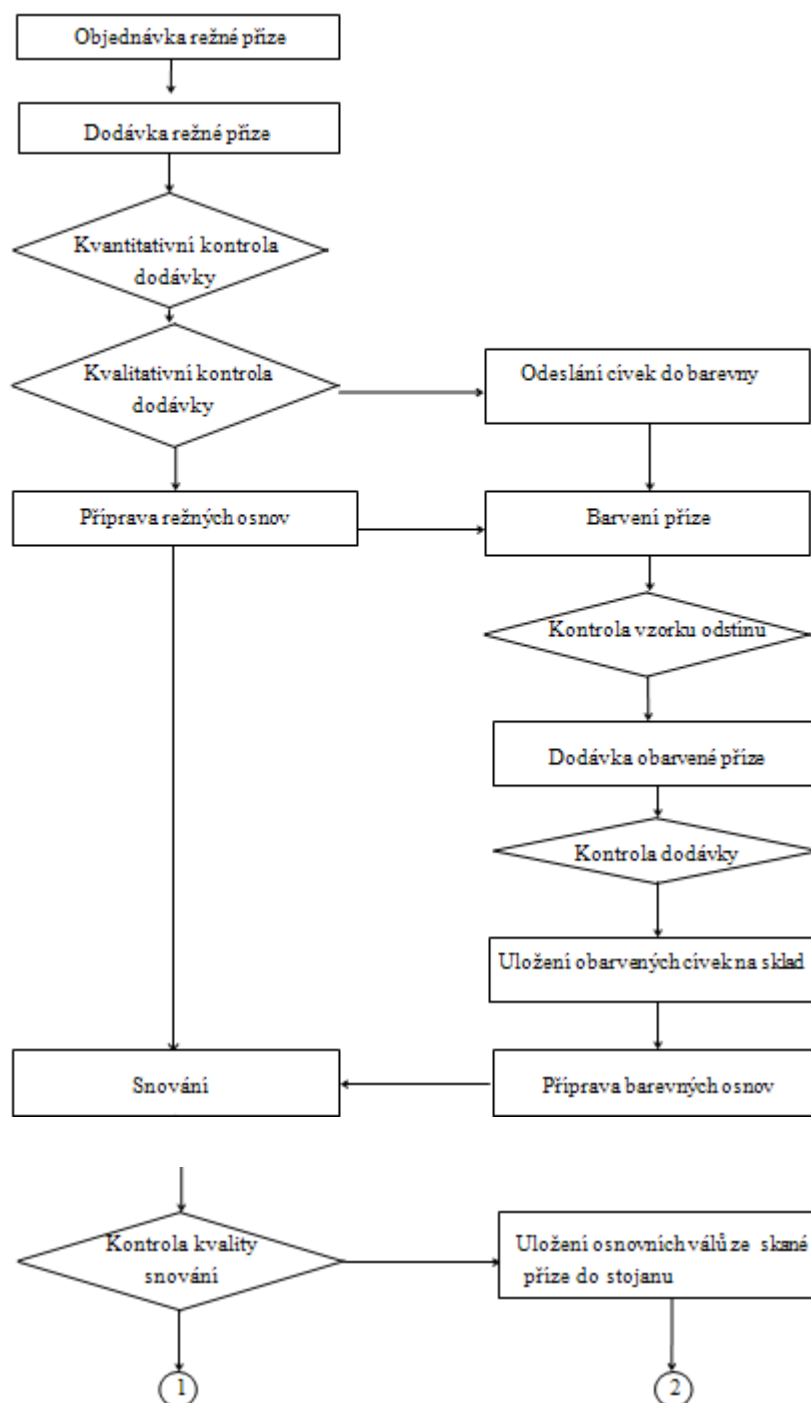 Objednávka režné příze
Dodávka režné příze
Kvantitativní kontrola
dodávky
Kvalitativní kontrola
dodávky
Odeslání cívek do barevny
Příprava režných osnov
Barvení příze
Kontrola vzorku odstínu
Dodávka obarvené příze
Kontrola dodávky
Uložení obarvených cívek na sklad
Snování
Příprava barevných osnov
Kontrola kvality
snování
Uložení osnovních válů ze skané
příze do stojanu
1
2